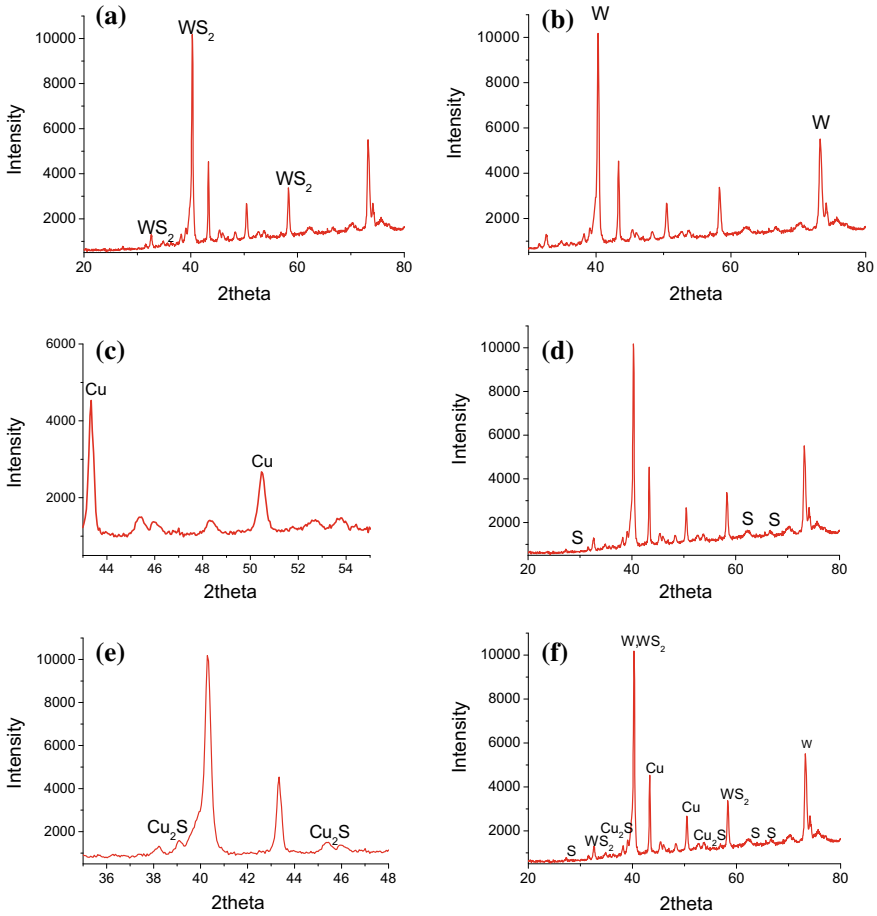 (a)
WS2
WS2
WS2
10000
8000
6000
4000
2000
Intensity
20 40 60 80
2theta
(b)
W
W
10000
8000
6000
4000
2000
Intensity
40 60 80
2theta
(c)
Cu
Cu
6000
4000
2000
Intensity
44 46 48 50 52 54
2theta
(d)
S
S
S
10000
8000
6000
4000
2000
Intensity
20 40 60 80
2theta
(e)
Cu2S
Cu2S
10000
8000
6000
4000
2000
Intensity
36 38 40 42 44 46 48
2theta
(f)
W,WS2
W
Cu
WS2
Cu
Cu2S
Cu2S
S
S
WS2
S
10000
8000
6000
4000
2000
Intensity
20 40 60 80
2theta